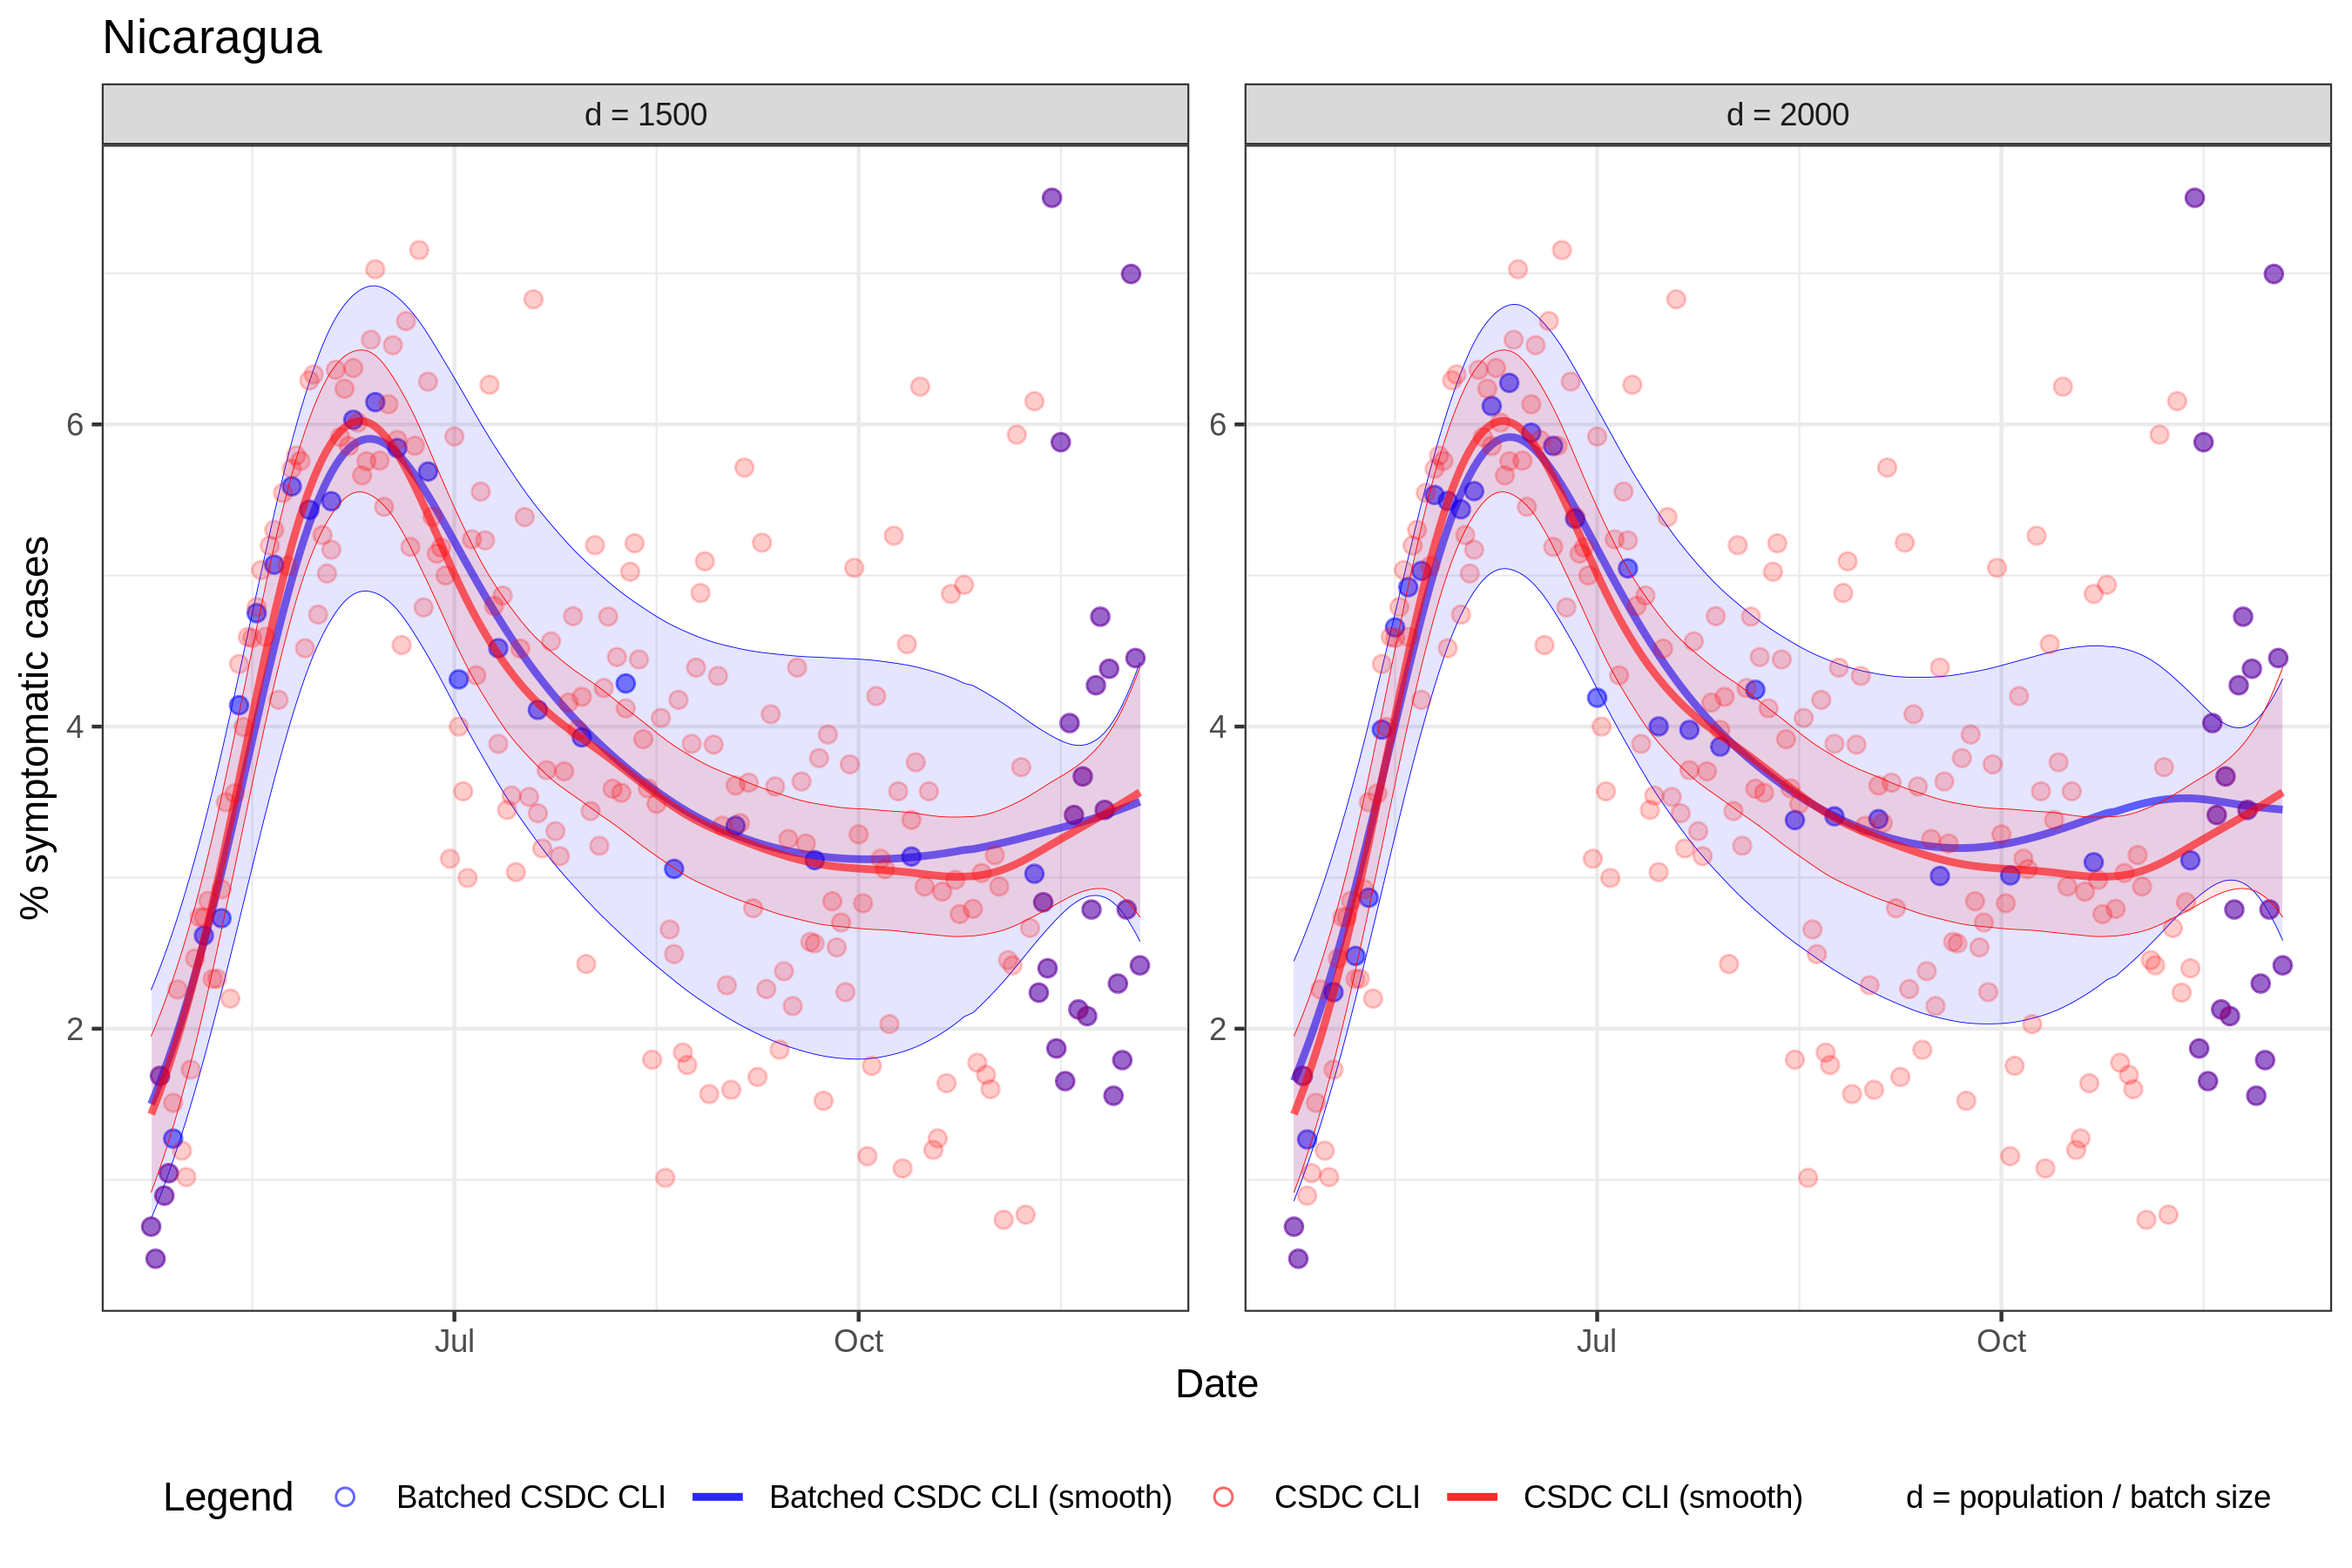 Nicaragua
d = 1500
d = 2000
% symptomatic cases
6
4
2
6
4
2
Jul
Oct
Jul
Oct
Date
Legend
Batched CSDC CLI
Batched CSDC CLI (smooth)
CSDC CLI
CSDC CLI (smooth)
d = population / batch size